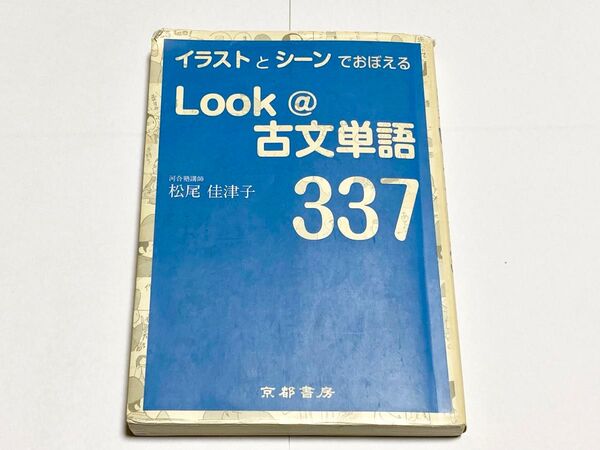 イラストとシーンでおぼえる
Look@
古文単語
337
河合塾講師
松尾 佳津子
京都書房